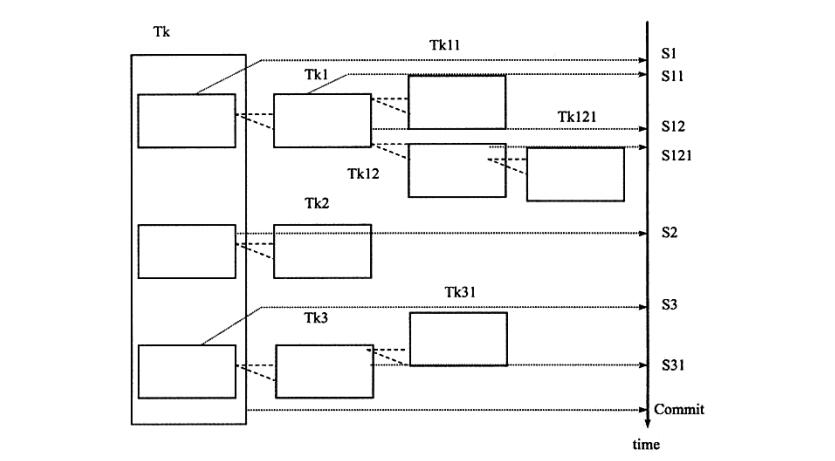 Tk
Tk11
S1
Tk1
S11
Tk121
S12
S121
Tk12
Tk2
S2
Tk31
S3
Tk3
S31
Commit
time